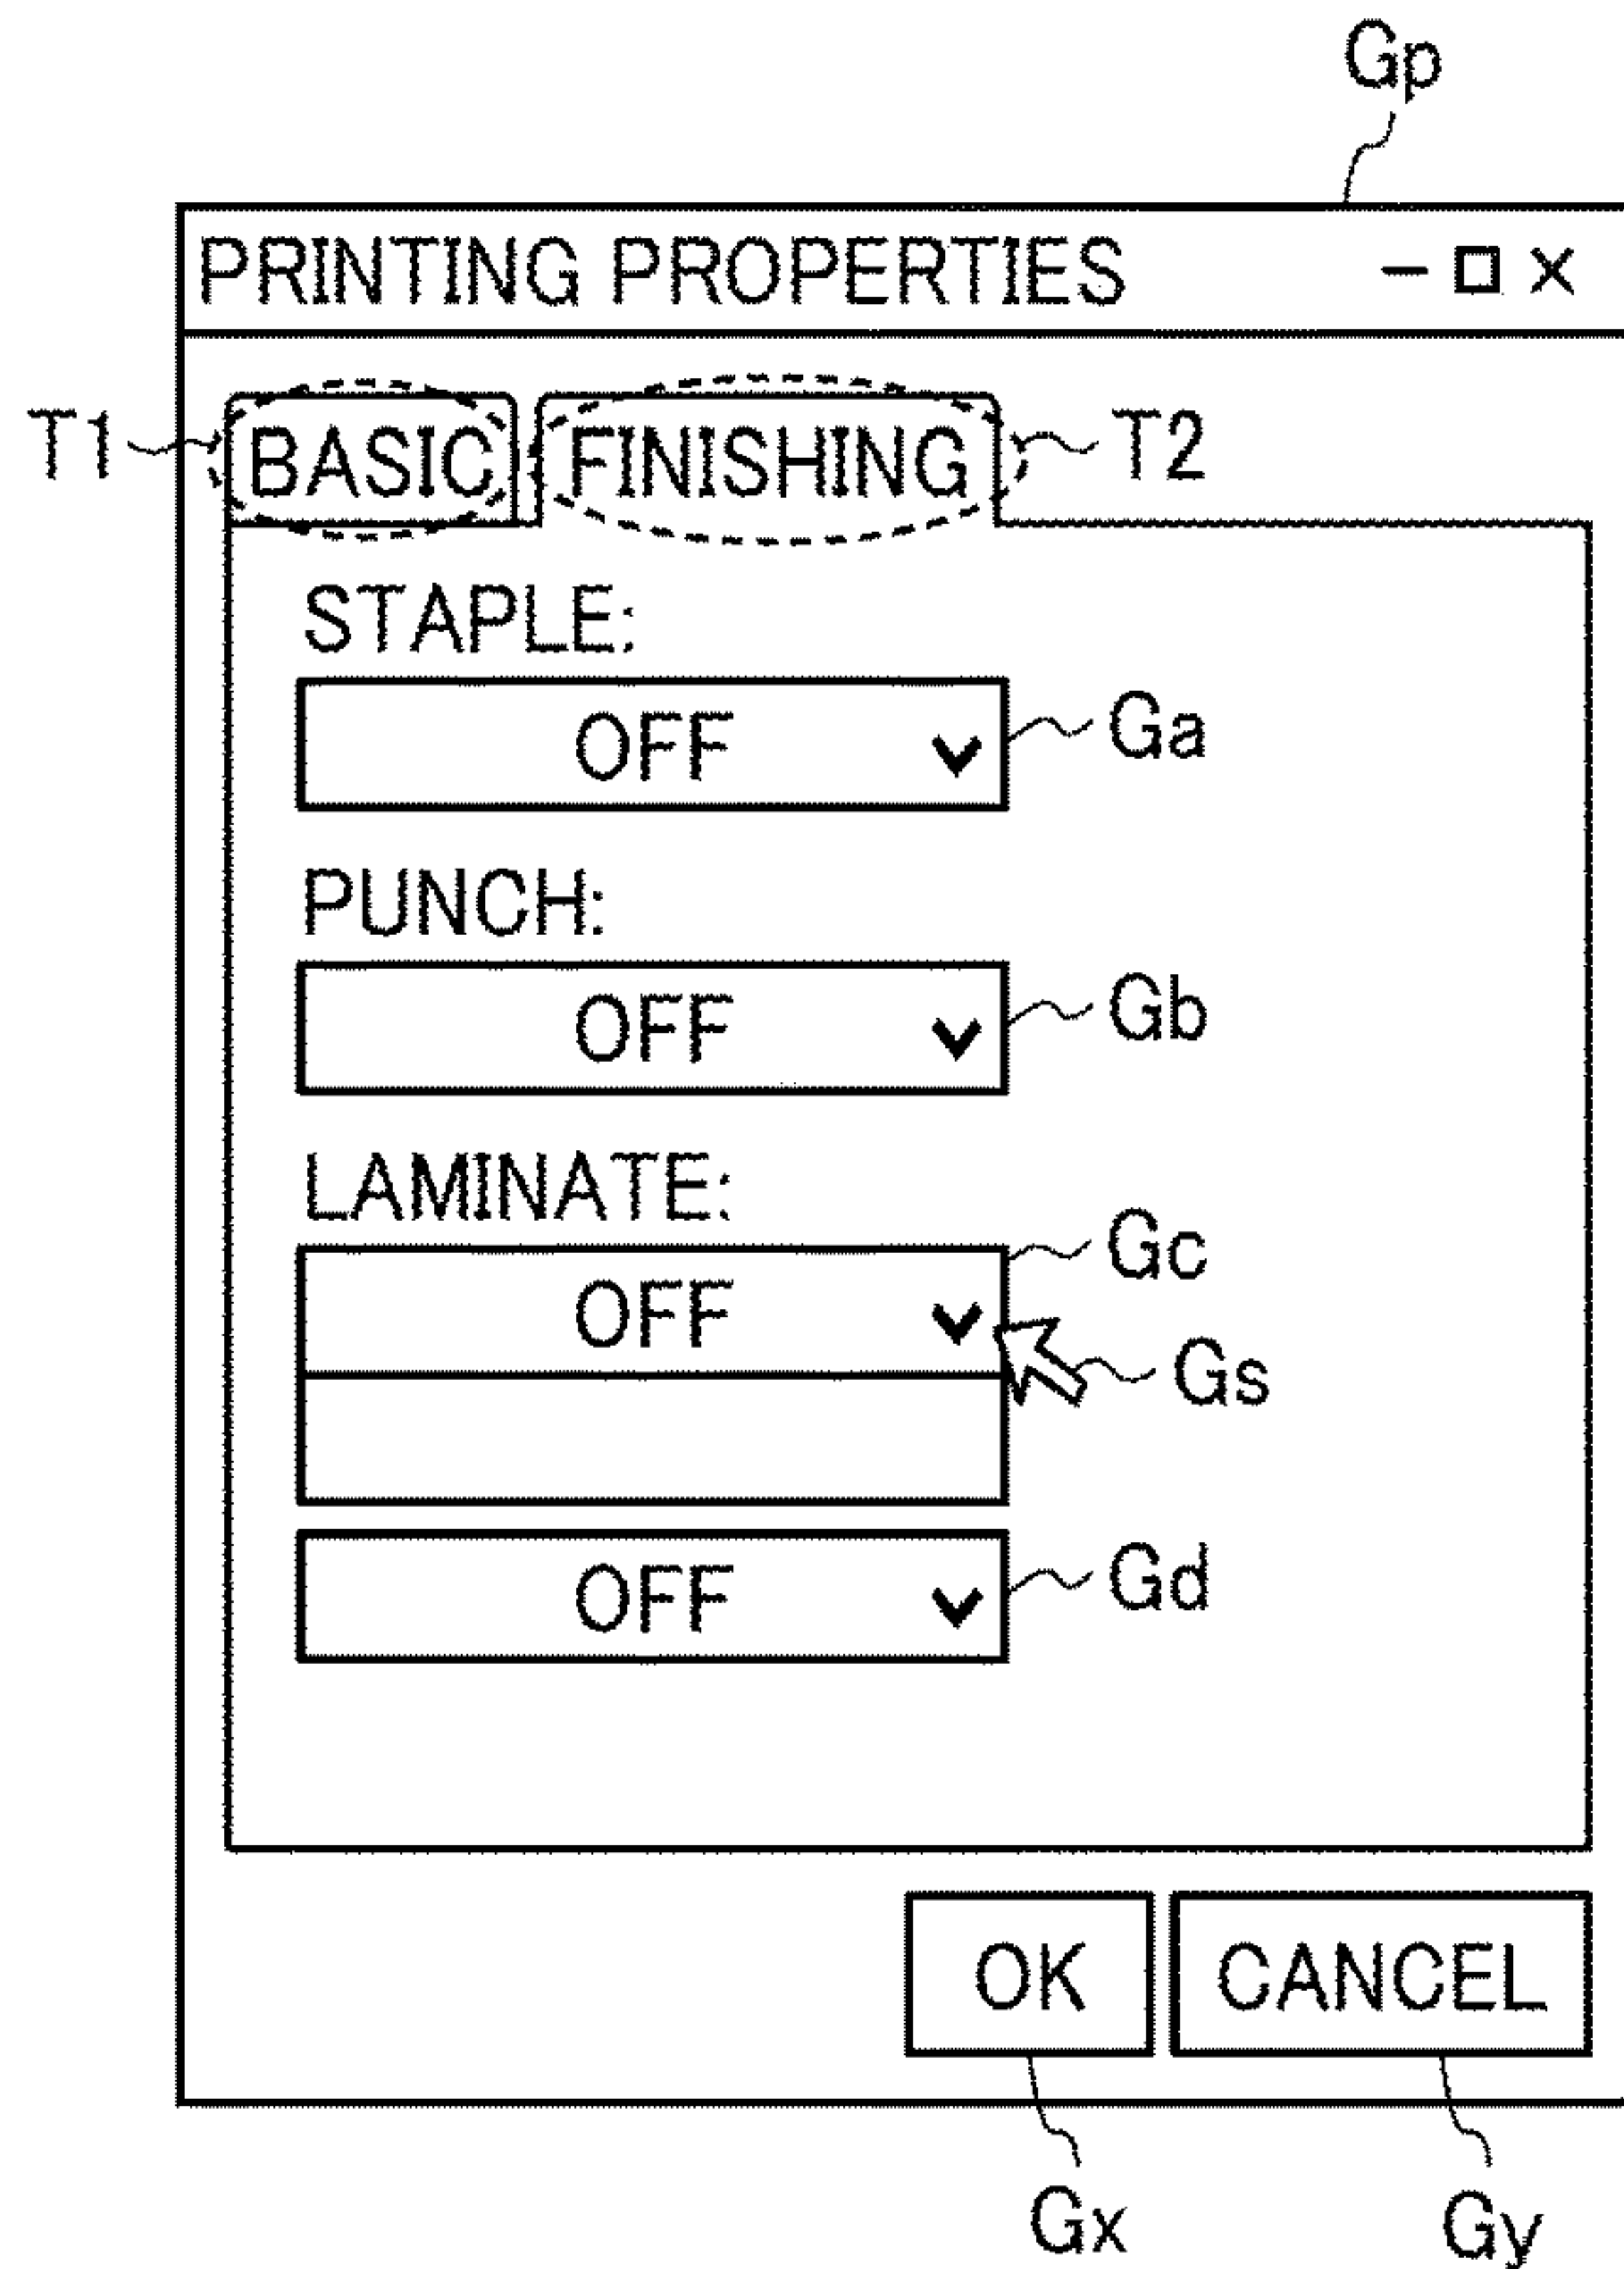 Gp
PRINTING PROPERTIES
T1 BASIC FINISHING T2
STAPLE:
OFF Ga
PUNCH:
OFF Gb
LAMINATE:
Gc
OFF
Gs
OFF Gd
OK CANCEL
Gx Gy